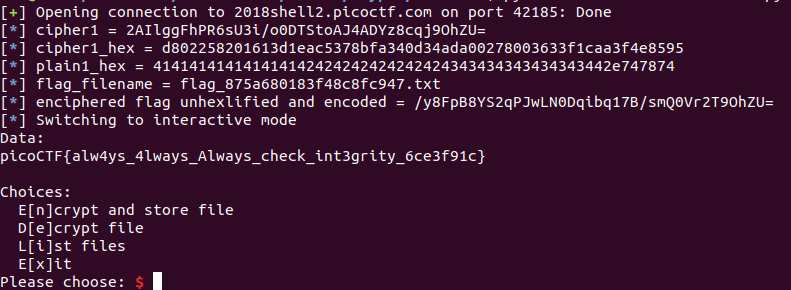 [+] Opening connection to 2018shell2.picoctf.com on port 42185: Done
[*] cipher1 = 2AIlggFhPR6sU3i/o0DTStoAJ4ADYz8cqj9OhZU=
[*] cipher1_hex = d802258201613d1eac5378bfa340d34ada00278003633f1caa3f4e8595
[*] plain1_hex = 4141414141414141424242424242424243434343434343442e747874
[*] flag_filename = flag_875a680183f48c8fc947.txt
[*] enciphered flag unhexlified and encoded = /y8FpB8YS2qPJwLN0Dqibq17B/smQ0Vr2T9OhZU=
[*] Switching to interactive mode
Data:
picoCTF{alw4ys_4lways_Always_check_int3grity_6ce3f91c}
Choices:
E[n]crypt and store file
D[e]crypt file
L[i]st files
E[x]it
Please choose: $